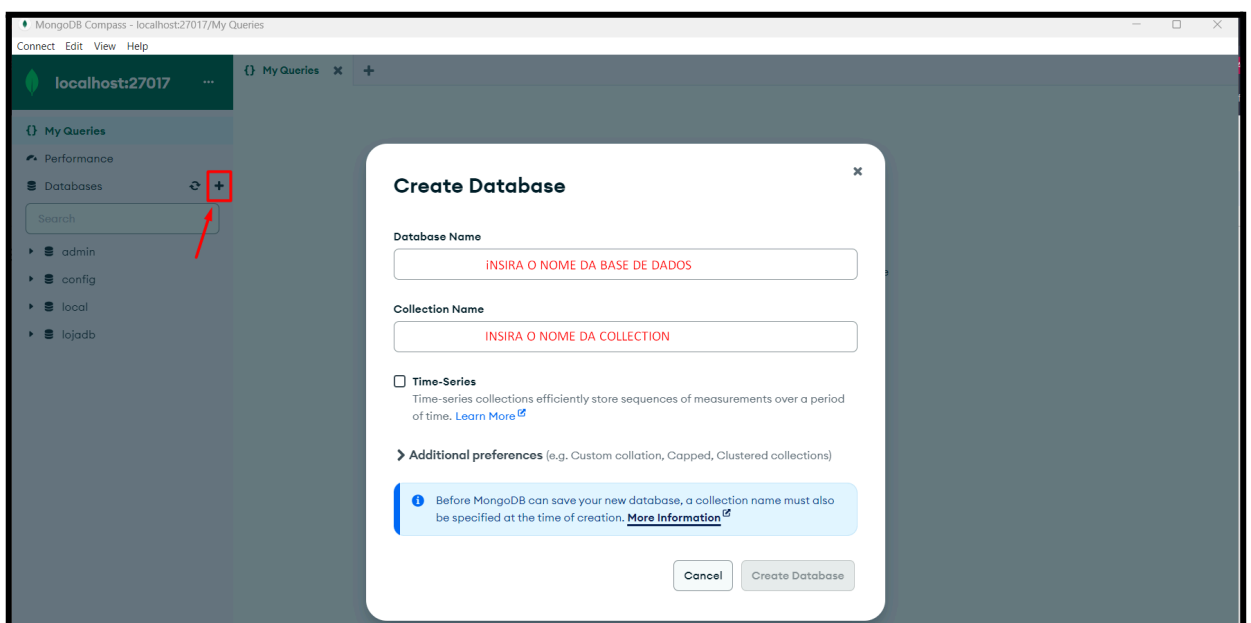 MongoDB Compass - localhost:27017/My Queries
Connect Edit View Help
localhost:27017 ...
{} My Queries
{} My Queries
Performance
Databases
Search
admin
config
local
lojadb
Create Database
Database Name
iNSIRA O NOME DA BASE DE DADOS
Collection Name
INSIRA O NOME DA COLLECTION
Time-Series
Time-series collections efficiently store sequences of measurements over a period
of time. Learn More
Additional preferences (e.g. Custom collation, Capped, Clustered collections)
Before MongoDB can save your new database, a collection name must also
be specified at the time of creation. More Information
Cancel Create Database